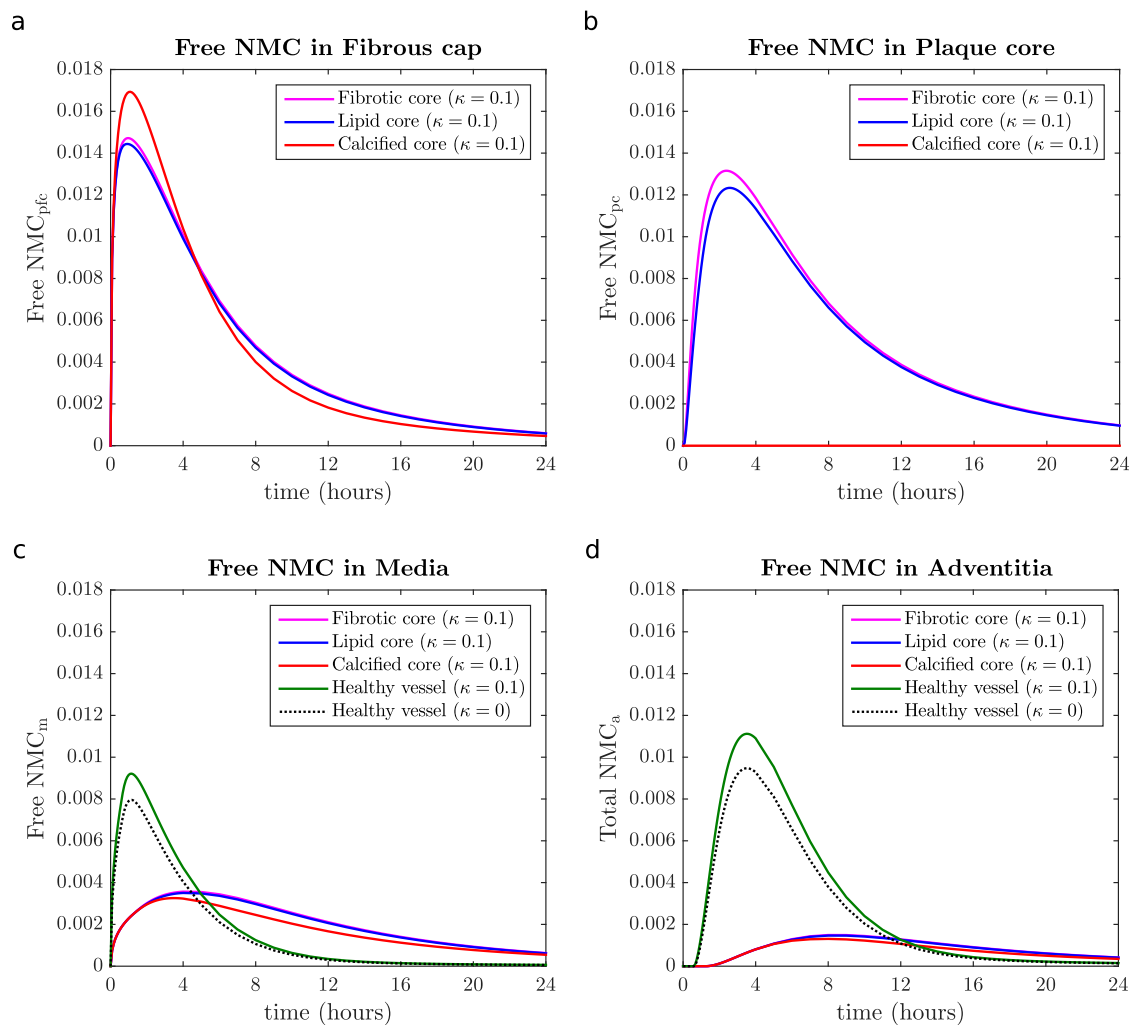 a
Free NMC in Fibrous cap
0.018
0.016
0.014
0.012
0.01
0.008
0.006
0.004
0.002
0
Free NMC_pfc
Fibrotic core (κ = 0.1)
Lipid core (κ = 0.1)
Calcified core (κ = 0.1)
0 4 8 12 16 20 24
time (hours)
b
Free NMC in Plaque core
0.018
0.016
0.014
0.012
0.01
0.008
0.006
0.004
0.002
0
Free NMC_pc
Fibrotic core (κ = 0.1)
Lipid core (κ = 0.1)
Calcified core (κ = 0.1)
0 4 8 12 16 20 24
time (hours)
c
Free NMC in Media
0.018
0.016
0.014
0.012
0.01
0.008
0.006
0.004
0.002
0
Free NMC_m
Fibrotic core (κ = 0.1)
Lipid core (κ = 0.1)
Calcified core (κ = 0.1)
Healthy vessel (κ = 0.1)
Healthy vessel (κ = 0)
0 4 8 12 16 20 24
time (hours)
d
Free NMC in Adventitia
0.018
0.016
0.014
0.012
0.01
0.008
0.006
0.004
0.002
0
Total NMC_a
Fibrotic core (κ = 0.1)
Lipid core (κ = 0.1)
Calcified core (κ = 0.1)
Healthy vessel (κ = 0.1)
Healthy vessel (κ = 0)
0 4 8 12 16 20 24
time (hours)